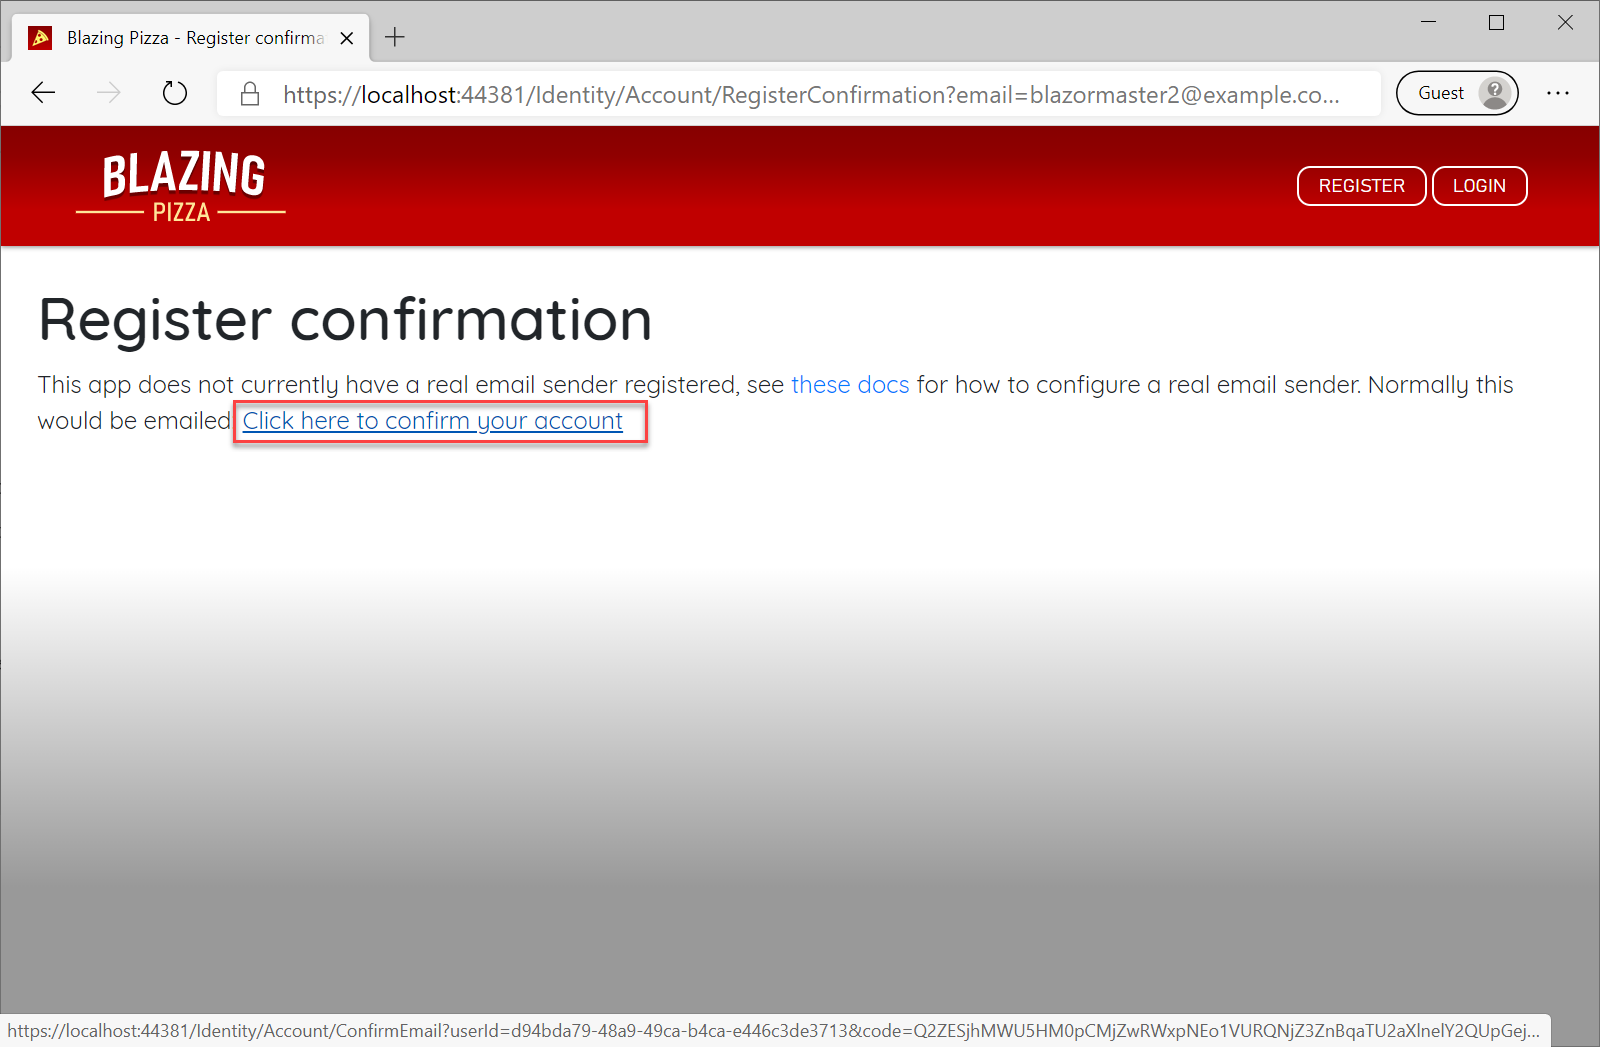 Blazing Pizza - Register confirma
https://localhost:44381/Identity/Account/RegisterConfirmation?email=blazormaster2@example.co...
Guest
BLAZING
PIZZA
REGISTER
LOGIN
Register confirmation
This app does not currently have a real email sender registered, see these docs for how to configure a real email sender. Normally this
would be emailed Click here to confirm your account
https://localhost:44381/Identity/Account/ConfirmEmail?userId=d94bda79-48a9-49ca-b4ca-e446c3de3713&code=Q2ZESjhMWU5HM0pCMjZwRWxpNEo1VURQNjZ3ZnBqaTU2aXlnelY2QUpGej...